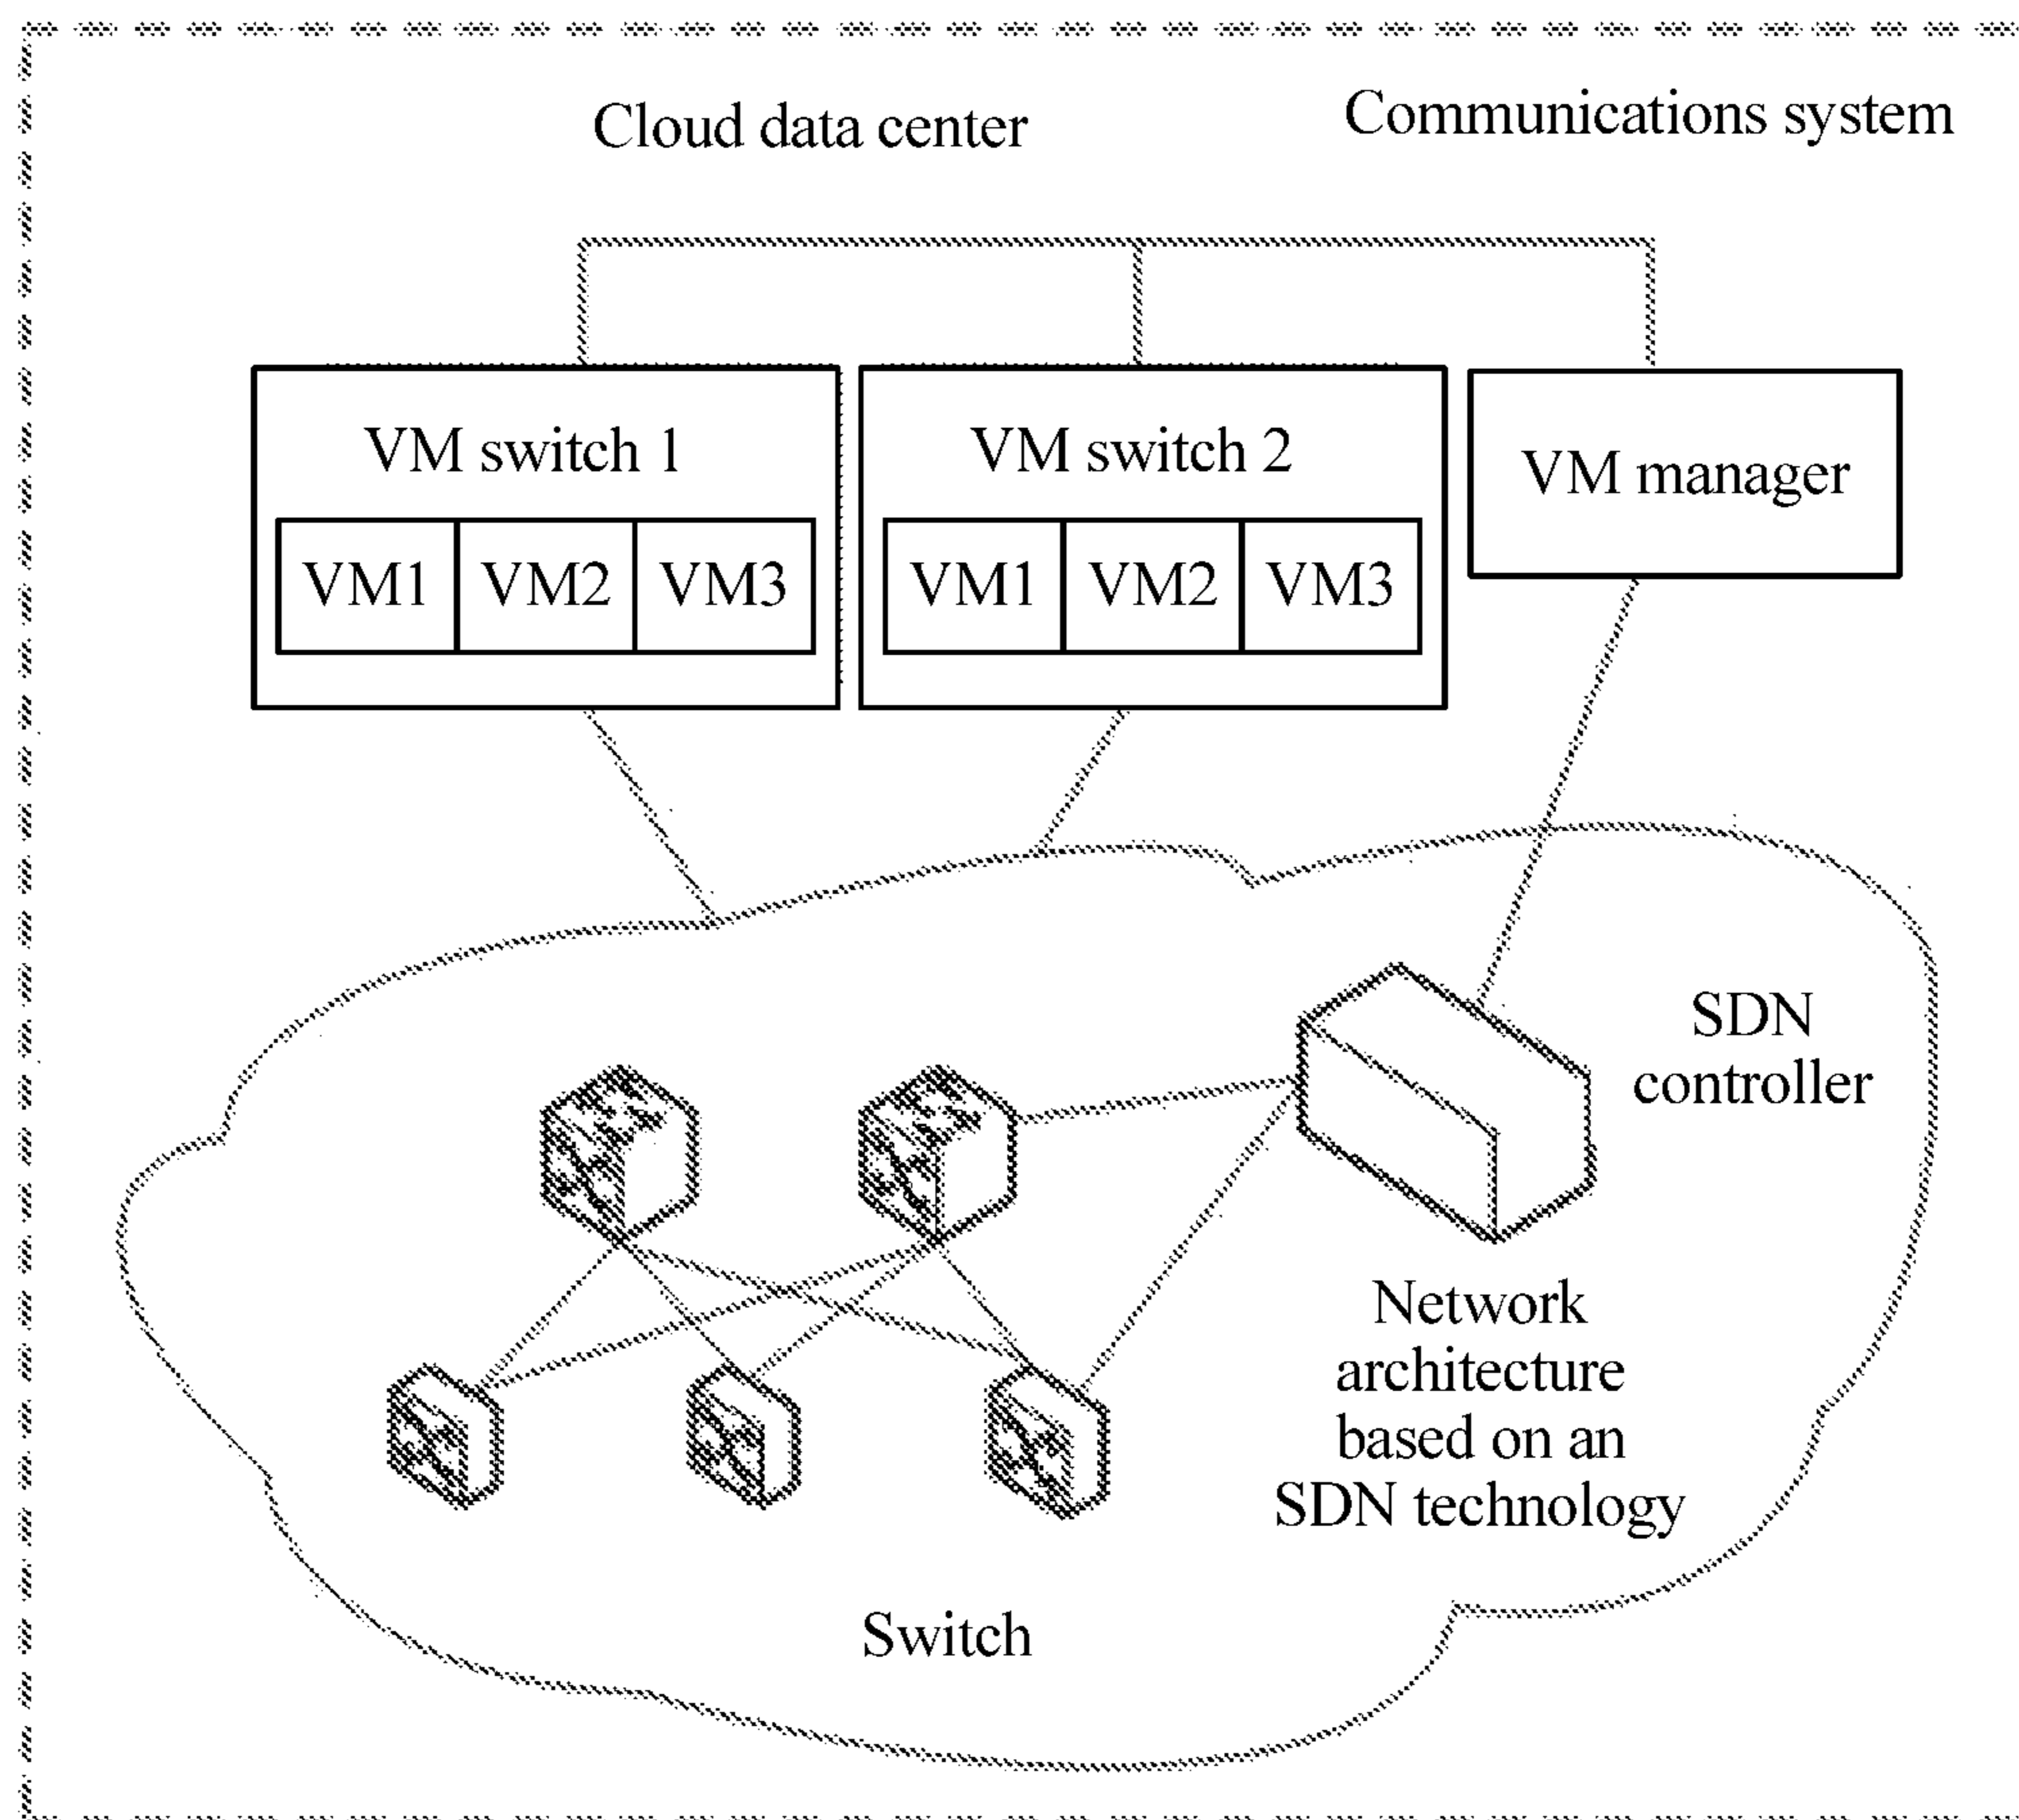 Cloud data center
Communications system
VM switch 1
VM switch 2
VM manager
VM1
VM2
VM3
VM1
VM2
VM3
SDN
controller
Network
architecture
based on an
SDN technology
Switch